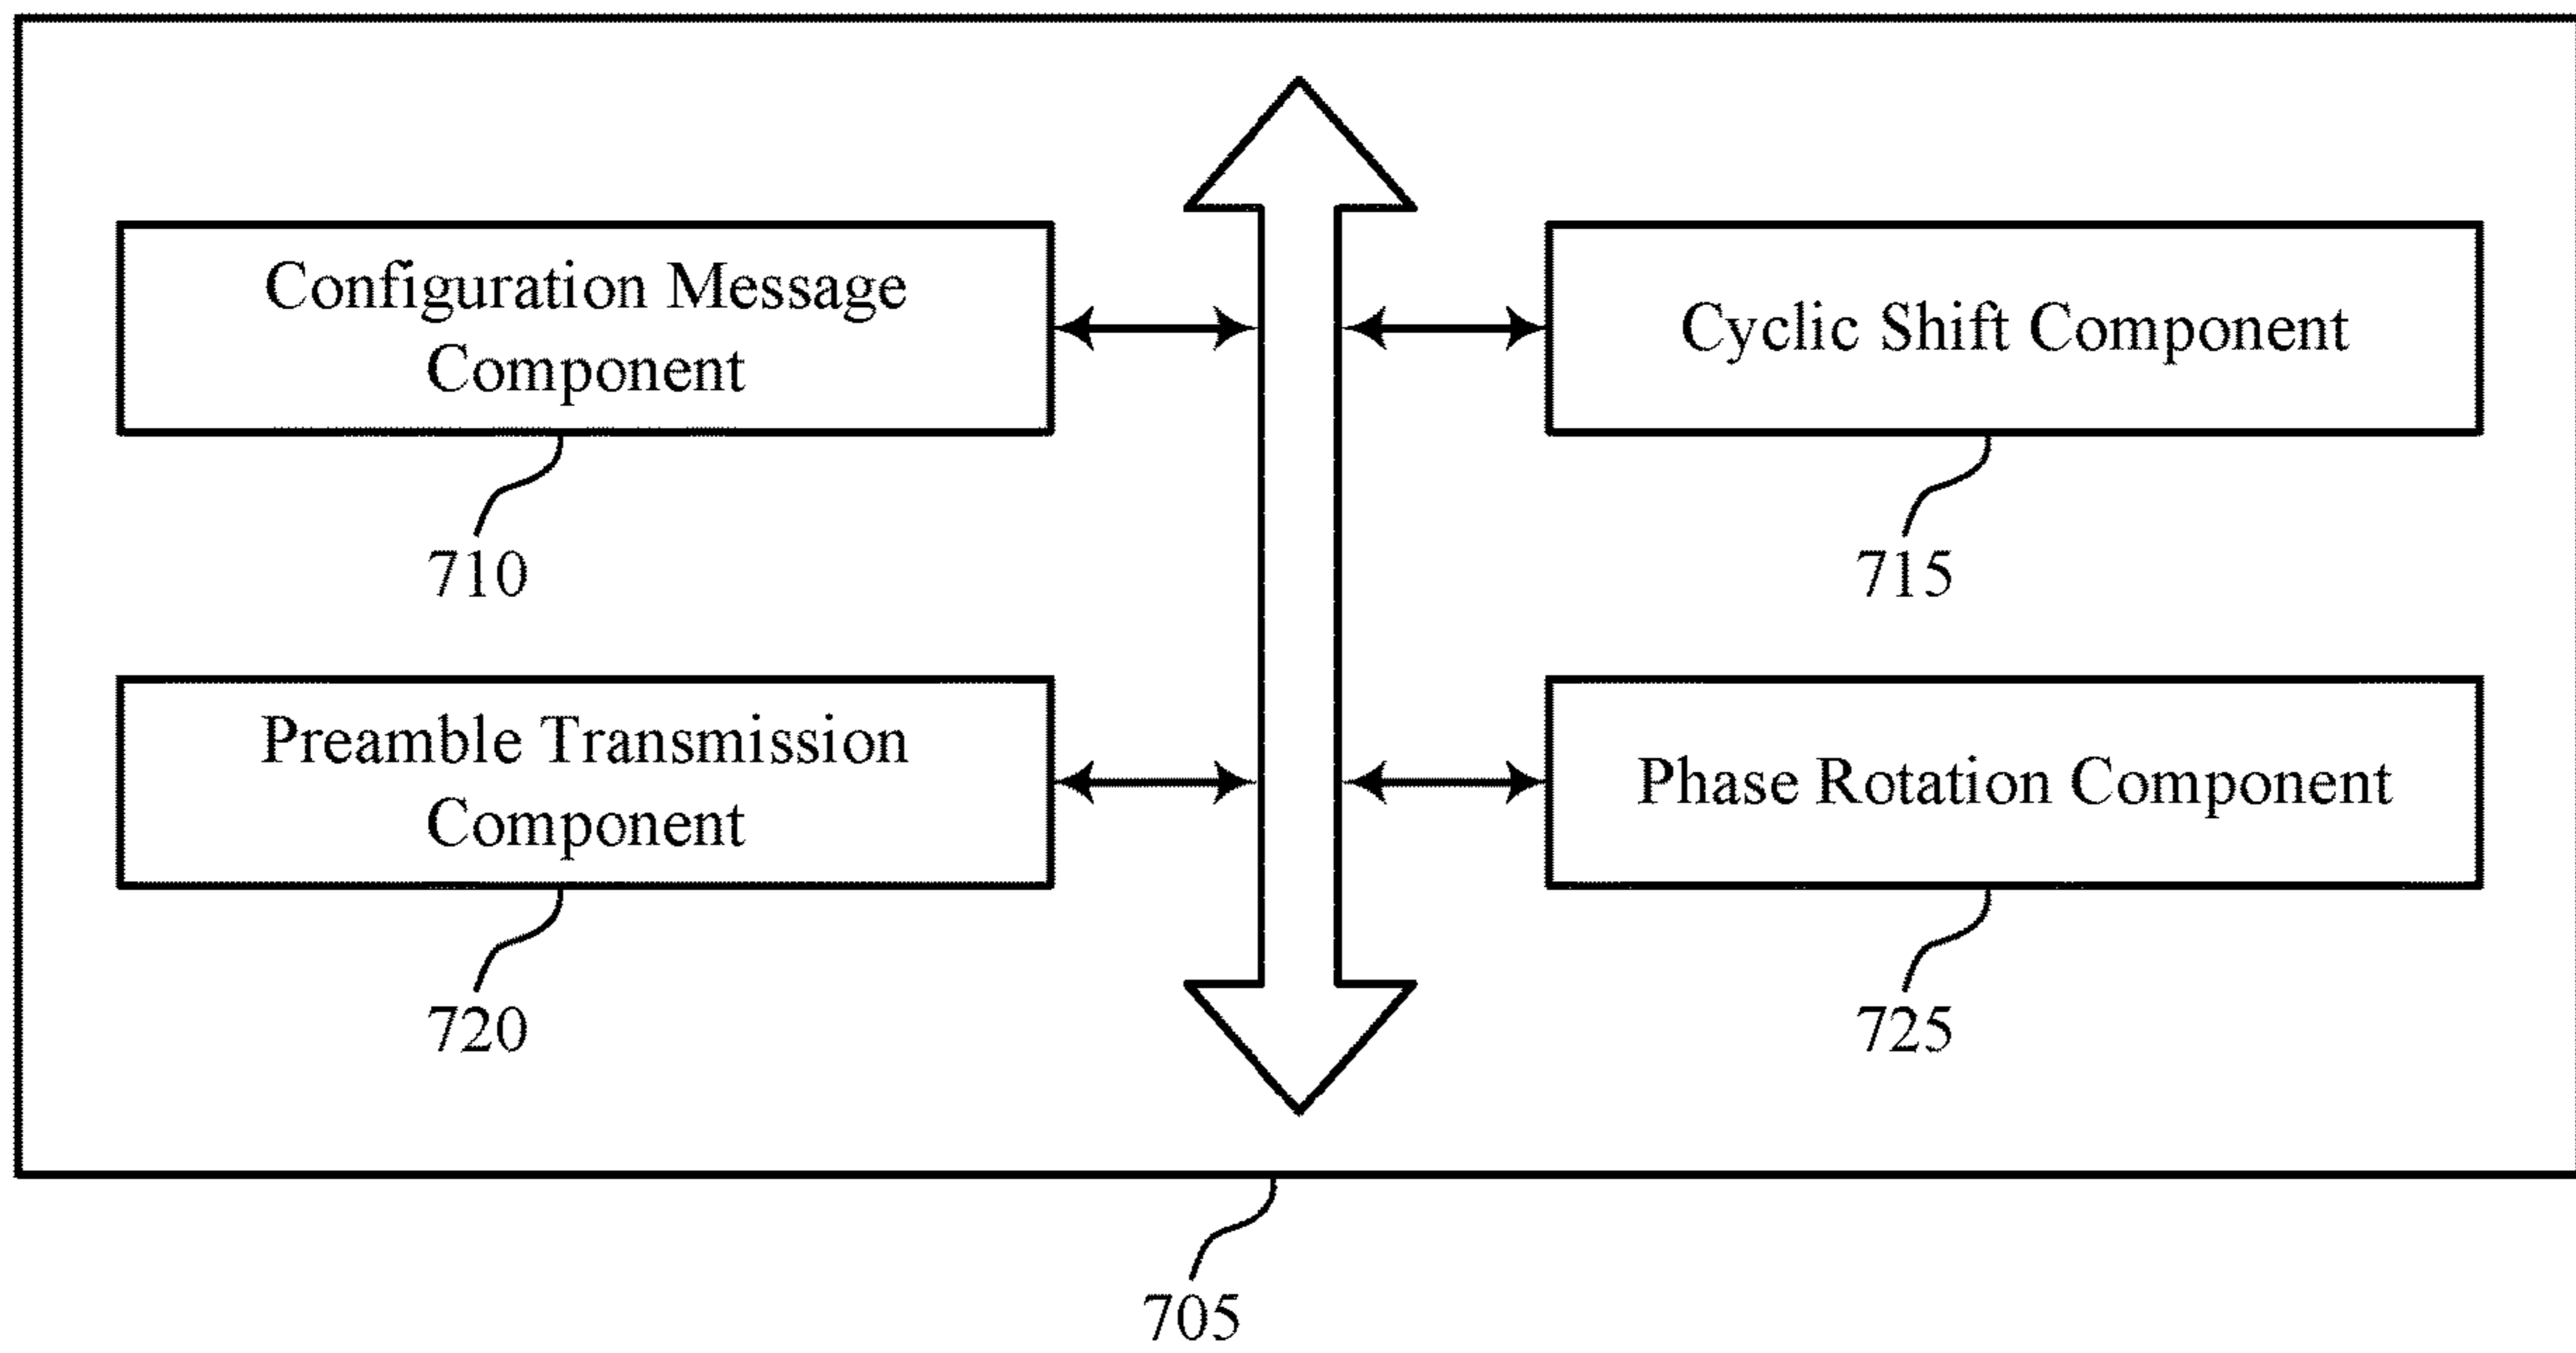 Configuration Message
Component
710
Cyclic Shift Component
715
Preamble Transmission
Component
720
Phase Rotation Component
725
705